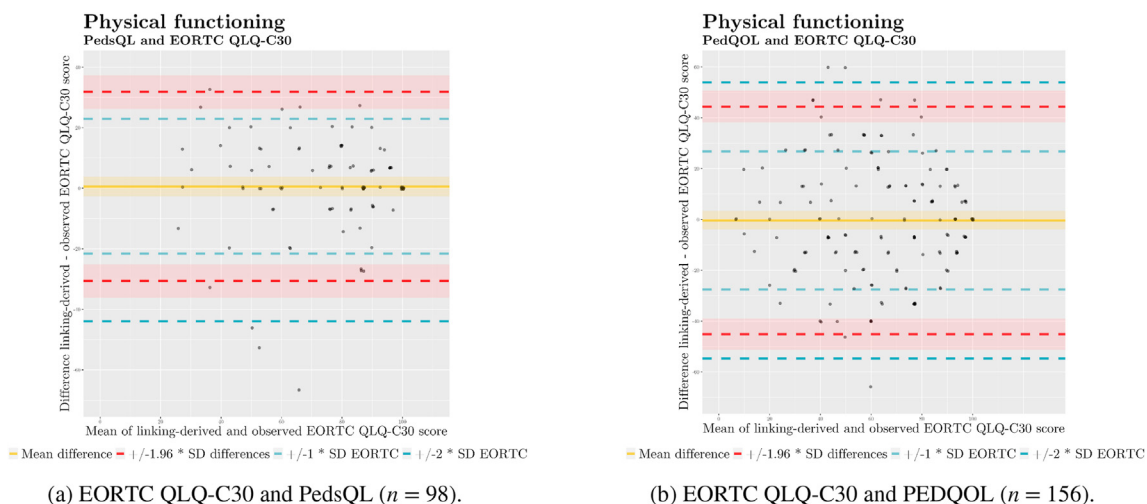 Physical functioning
PedsQL and EORTC QLQ-C30
Difference linking-derived - observed EORTC QLQ-C30 score
Mean of linking-derived and observed EORTC QLQ-C30 score
Mean difference +/-1.96 * SD differences +/-1 * SD EORTC +/-2 * SD EORTC
(a) EORTC QLQ-C30 and PedsQL (n = 98).
Physical functioning
PedQOL and EORTC QLQ-C30
Difference linking-derived - observed EORTC QLQ-C30 score
Mean of linking-derived and observed EORTC QLQ-C30 score
Mean difference +/-1.96 * SD differences +/-1 * SD EORTC +/-2 * SD EORTC
(b) EORTC QLQ-C30 and PEDQOL (n = 156).